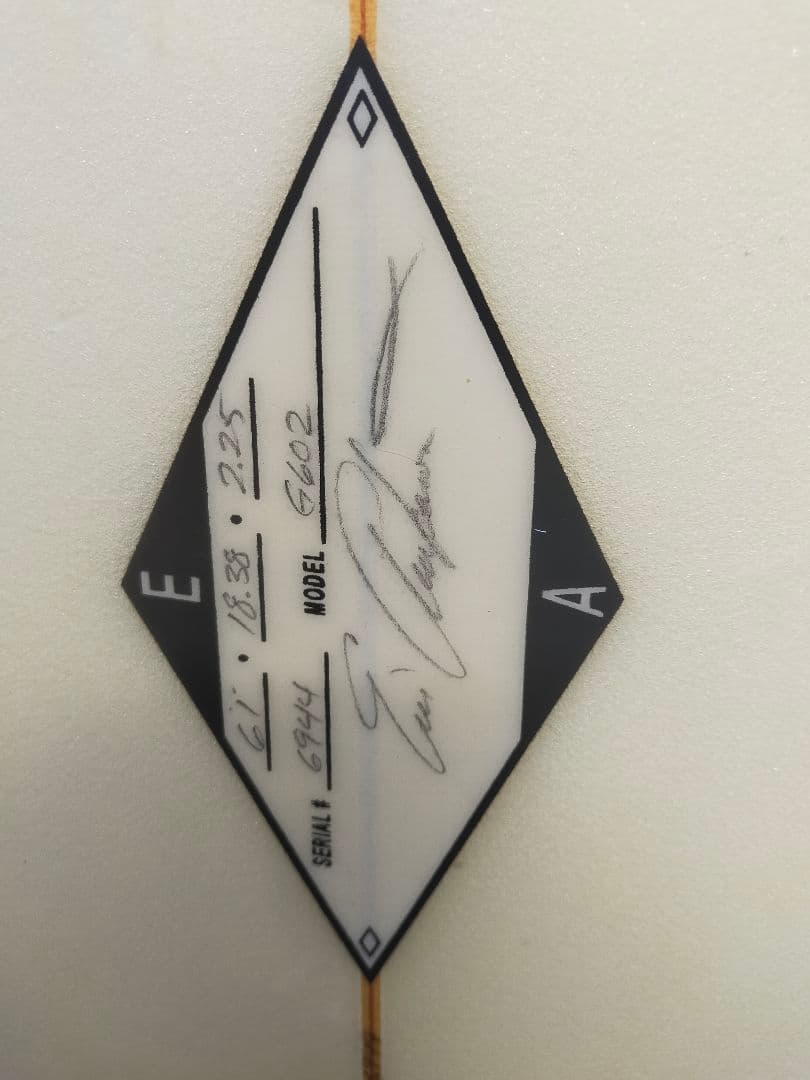 E
6'1" • 18.38 • 2.25
SERIAL # 6944 MODEL G602
A